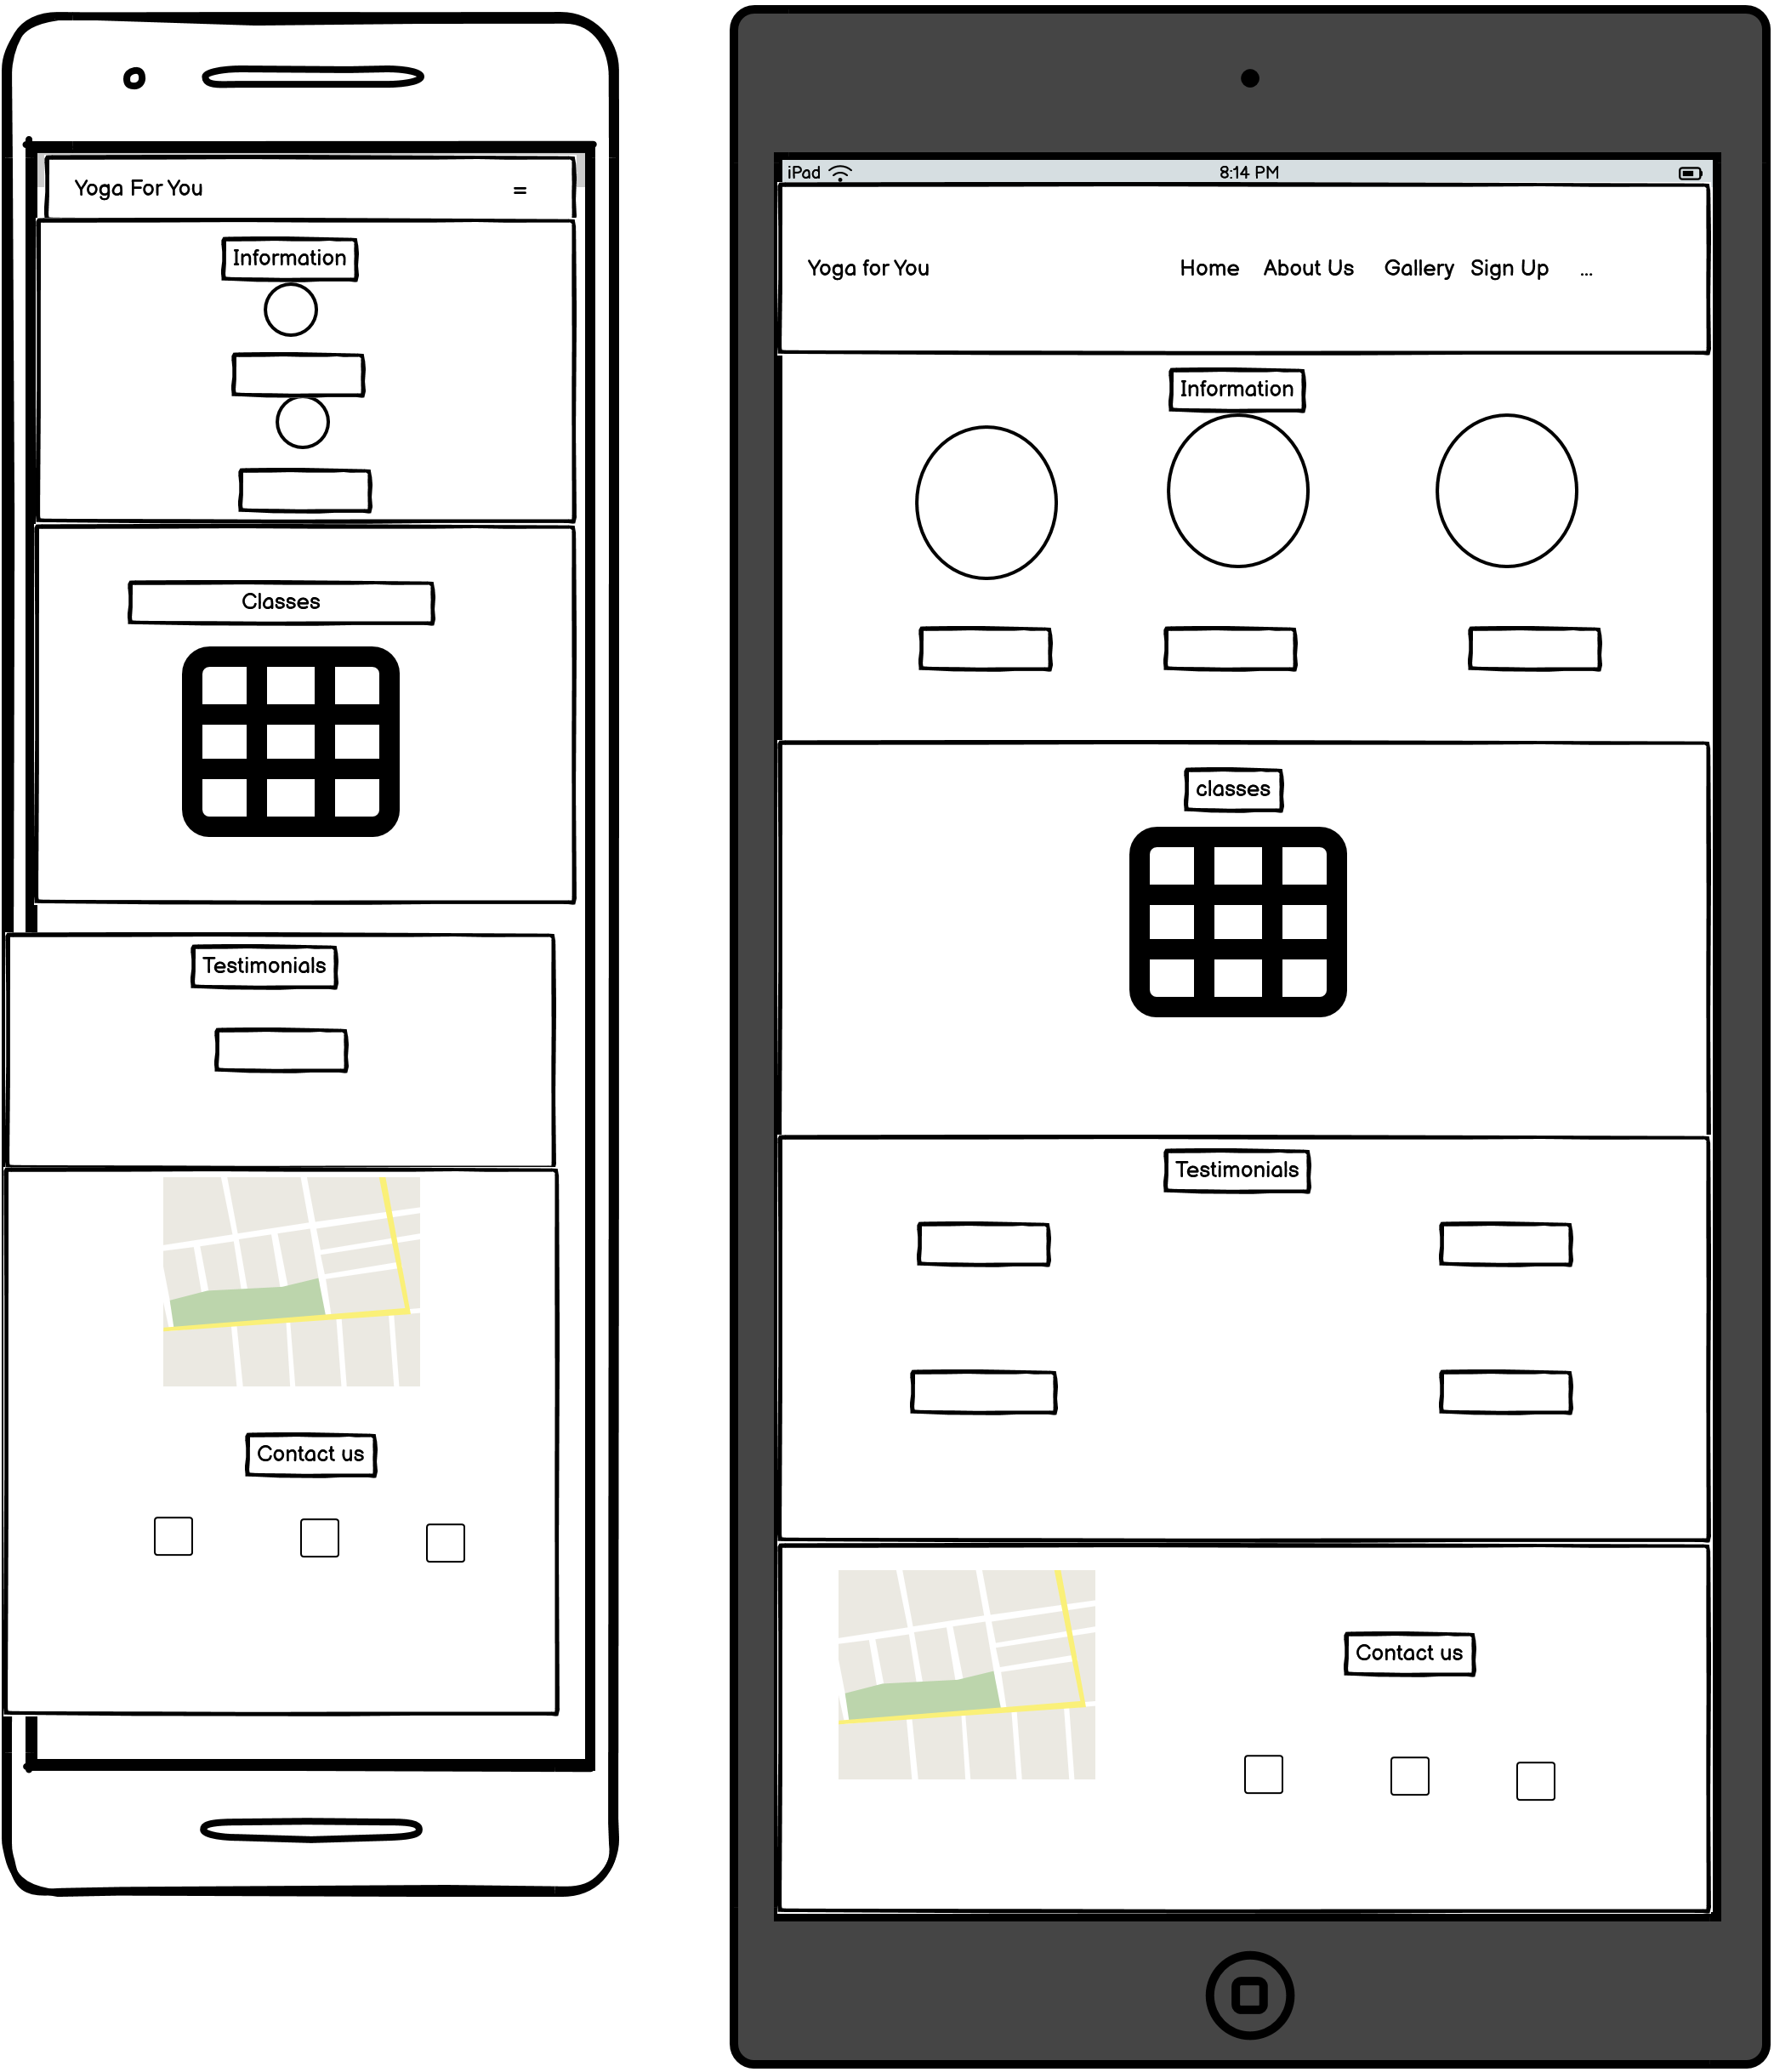 Yoga For You =
Information
Classes
Testimonials
Contact us
iPad 8:14 PM
Yoga for You Home About Us Gallery Sign Up ...
Information
classes
Testimonials
Contact us